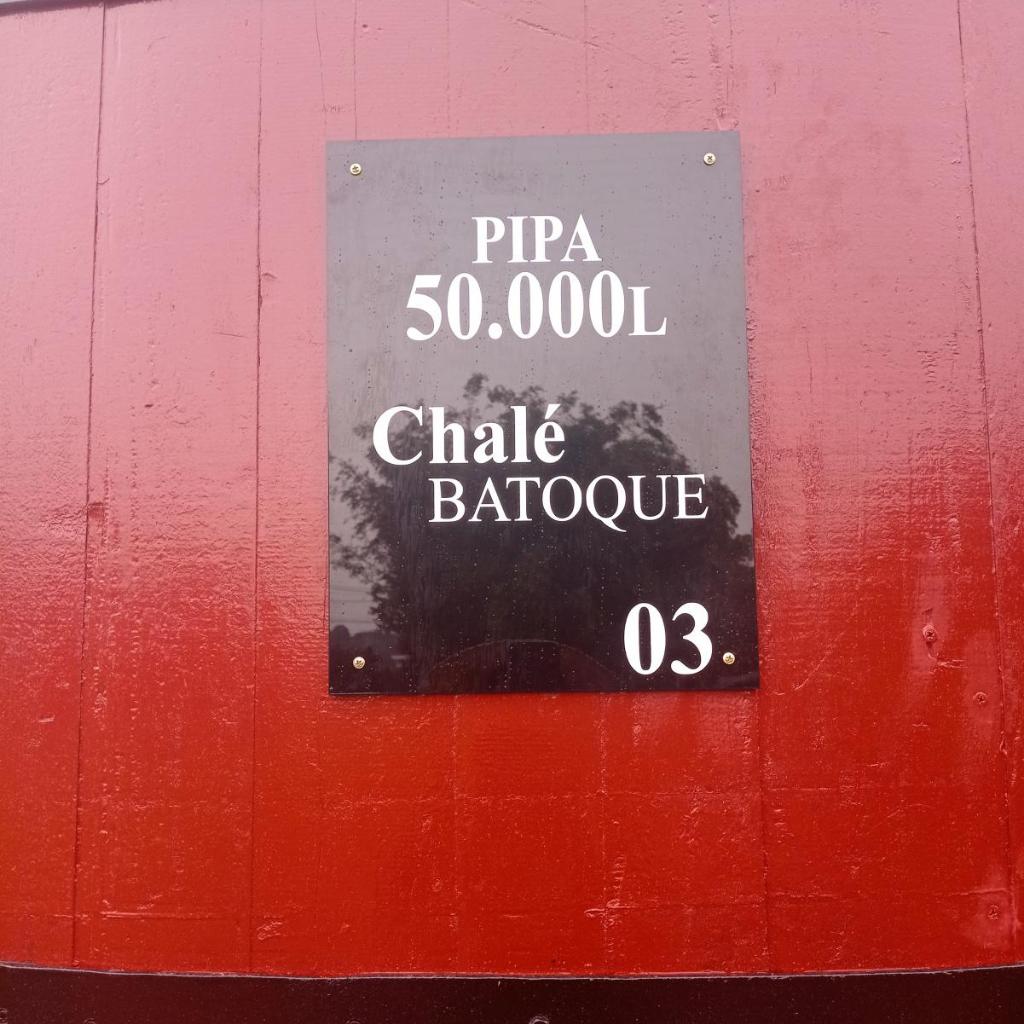 PIPA
50.000L
Chalé
BATOQUE
03